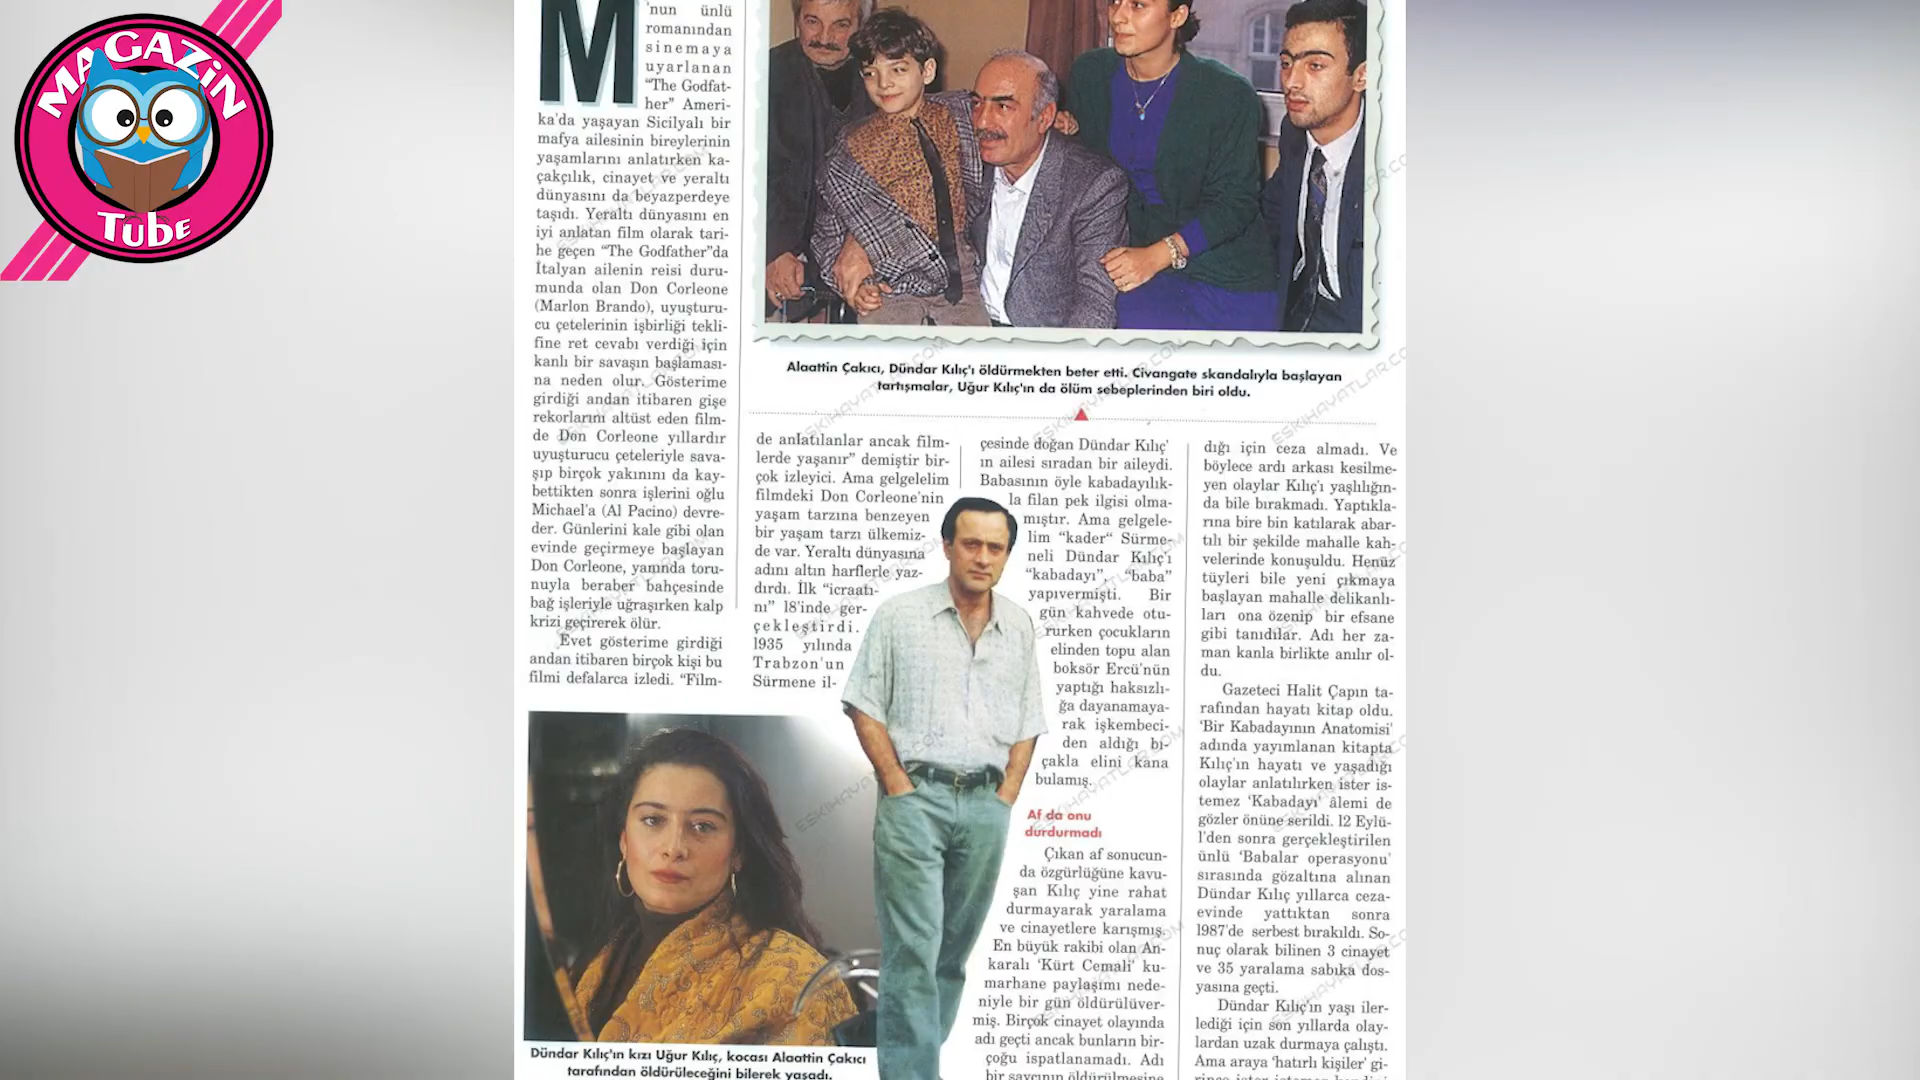 MAGAZİN
Tube
M
'nun ünlü
romanından
sinemaya
uyarlanan
“The Godfat-
her” Ameri-
ka'da yaşayan Sicilyalı bir
mafya ailesinin bireylerinin
yaşamlarını anlatırken ka-
çakçılık, cinayet ve yeraltı
dünyasını da beyazperdeye
taşıdı. Yeraltı dünyasını en
iyi anlatan film olarak tari-
he geçen “The Godfather”da
İtalyan ailenin reisi duru-
munda olan Don Corleone
(Marlon Brando), uyuşturu-
cu çetelerinin işbirliği tekli-
fine ret cevabı verdiği için
kanlı bir savaşın başlaması-
na neden olur. Gösterime
girdiği andan itibaren gişe
rekorlarını altüst eden film-
de Don Corleone yıllardır
uyuşturucu çeteleriyle sava-
şıp birçok yakınını da kay-
bettikten sonra işlerini oğlu
Michael'a (Al Pacino) devre-
der. Günlerini kale gibi olan
evinde geçirmeye başlayan
Don Corleone, yanında toru-
nuyla beraber bahçesinde
bağ işleriyle uğraşırken kalp
krizi geçirerek ölür.
Evet gösterime girdiği
andan itibaren birçok kişi bu
filmi defalarca izledi. “Film-
Alaattin Çakıcı, Dündar Kılıç'ı öldürmekten beter etti. Civangate skandalıyla başlayan
tartışmalar, Uğur Kılıç'ın da ölüm sebeplerinden biri oldu.
de anlatılanlar ancak film-
lerde yaşanır” demiştir bir-
çok izleyici. Ama gelgelelim
filmdeki Don Corleone'nin
yaşam tarzına benzeyen
bir yaşam tarzı ülkemiz-
de var. Yeraltı dünyasına
adını altın harflerle yaz-
dırdı. İlk “icraatı-
nı” 18'inde ger-
çekleştirdi.
1935 yılında
Trabzon'un
Sürmene il-
çesinde doğan Dündar Kılıç'
ın ailesi sıradan bir aileydi.
Babasının öyle kabadayılık-
la filan pek ilgisi olma-
mıştır. Ama gelgele-
lim “kader“ Sürme-
neli Dündar Kılıç'ı
“kabadayı”, “baba”
yapıvermişti. Bir
gün kahvede otu-
rurken çocukların
elinden topu alan
boksör Ercü'nün
yaptığı haksızlı-
ğa dayanamaya-
rak işkembeci-
den aldığı bı-
çakla elini kana
bulamış.
Af da onu
durdurmadı
Çıkan af sonucun-
da özgürlüğüne kavu-
şan Kılıç yine rahat
durmayarak yaralama
ve cinayetlere karışmış.
En büyük rakibi olan An-
karalı ‘Kürt Cemali’ ku-
marhane paylaşımı nede-
niyle bir gün öldürülüver-
miş. Birçok cinayet olayında
adı geçti ancak bunların bir-
çoğu ispatlanamadı. Adı
bir savcının öldürülmesine
dığı için ceza almadı. Ve
böylece ardı arkası kesilme-
yen olaylar Kılıç'ı yaşlılığın-
da bile bırakmadı. Yaptıkla-
rına bire bin katılarak abar-
tılı bir şekilde mahalle kah-
velerinde konuşuldu. Henüz
tüyleri bile yeni çıkmaya
başlayan mahalle delikanlı-
ları ona özenip bir efsane
gibi tanıdılar. Adı her za-
man kanla birlikte anılır ol-
du.
Gazeteci Halit Çapın ta-
rafından hayatı kitap oldu.
‘Bir Kabadayının Anatomisi’
adında yayımlanan kitapta
Kılıç'ın hayatı ve yaşadığı
olaylar anlatılırken ister is-
temez ‘Kabadayı’ âlemi de
gözler önüne serildi. 12 Eylü-
l'den sonra gerçekleştirilen
ünlü ‘Babalar operasyonu’
sırasında gözaltına alınan
Dündar Kılıç yıllarca ceza-
evinde yattıktan sonra
1987'de serbest bırakıldı. So-
nuç olarak bilinen 3 cinayet
ve 35 yaralama sabıka dos-
yasına geçti.
Dündar Kılıç'ın yaşı iler-
lediği için son yıllarda olay-
lardan uzak durmaya çalıştı.
Ama araya ‘hatırlı kişiler’ gi-
Dündar Kılıç'ın kızı Uğur Kılıç, kocası Alaattin Çakıcı
tarafından öldürüleceğini bilerek yaşadı.
ESKIHAYATLAR.COM